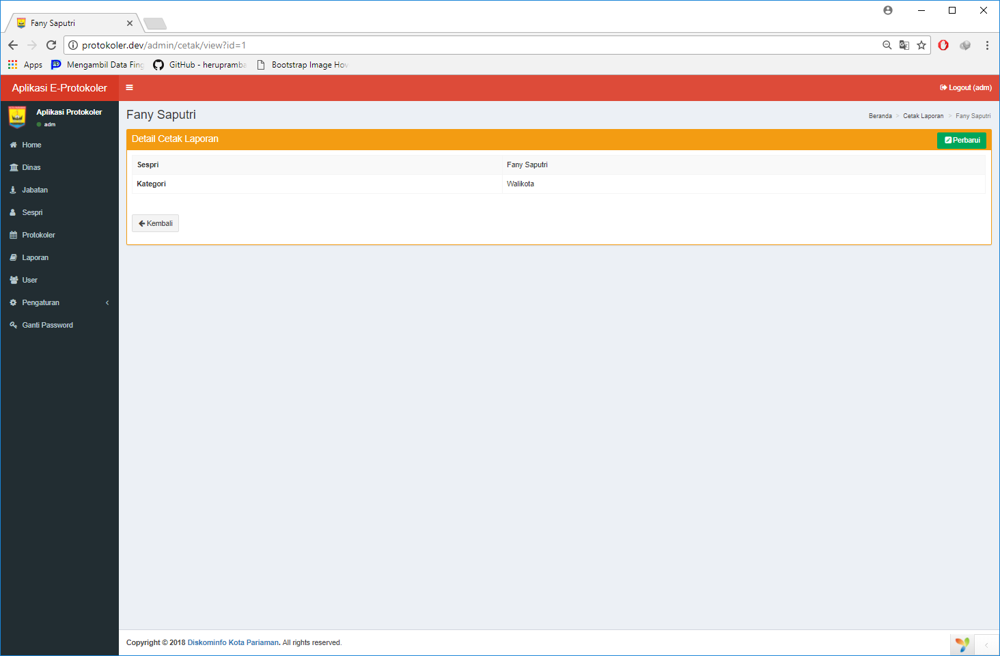 Fany Saputri
protokoler.dev/admin/cetak/view?id=1
Apps Mengambil Data Fing GitHub - herupramba Bootstrap Image Hov
Aplikasi E-Protokoler Logout (adm)
Aplikasi Protokoler
adm
Home
Dinas
Jabatan
Sespri
Protokoler
Laporan
User
Pengaturan
Ganti Password
Fany Saputri
Beranda > Cetak Laporan > Fany Saputri
Detail Cetak Laporan
Perbarui
Sespri Fany Saputri
Kategori Walikota
Kembali
Copyright © 2018 Diskominfo Kota Pariaman. All rights reserved.